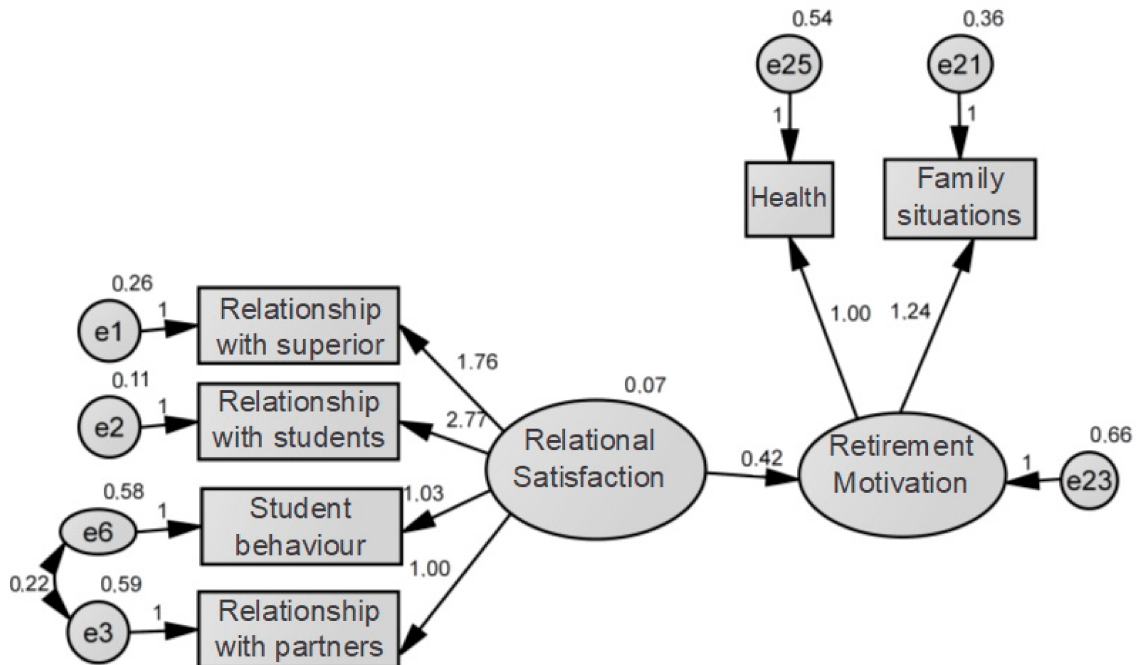 0.54
0.36
e25
e21
1
1
Health
Family
situations
1.00
1.24
0.26
e1
1
Relationship
with superior
1.76
0.11
e2
1
Relationship
with students
2.77
0.07
Relational
Satisfaction
0.42
Retirement
Motivation
0.66
1
e23
0.58
e6
1
Student
behaviour
1.03
0.22
0.59
e3
1
Relationship
with partners
1.00